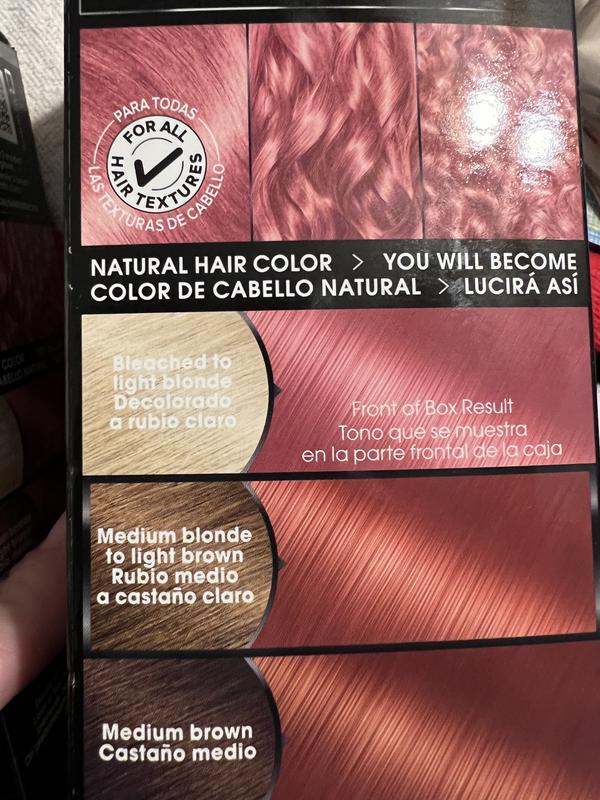 PARA TODAS
FOR ALL
HAIR TEXTURES
LAS TEXTURAS DE CABELLO
NATURAL HAIR COLOR > YOU WILL BECOME
COLOR DE CABELLO NATURAL > LUCIRÁ ASÍ
Bleached to
light blonde
Decolorado
a rubio claro
Front of Box Result
Tono que se muestra
en la parte frontal de la caja
Medium blonde
to light brown
Rubio medio
a castaño claro
Medium brown
Castaño medio